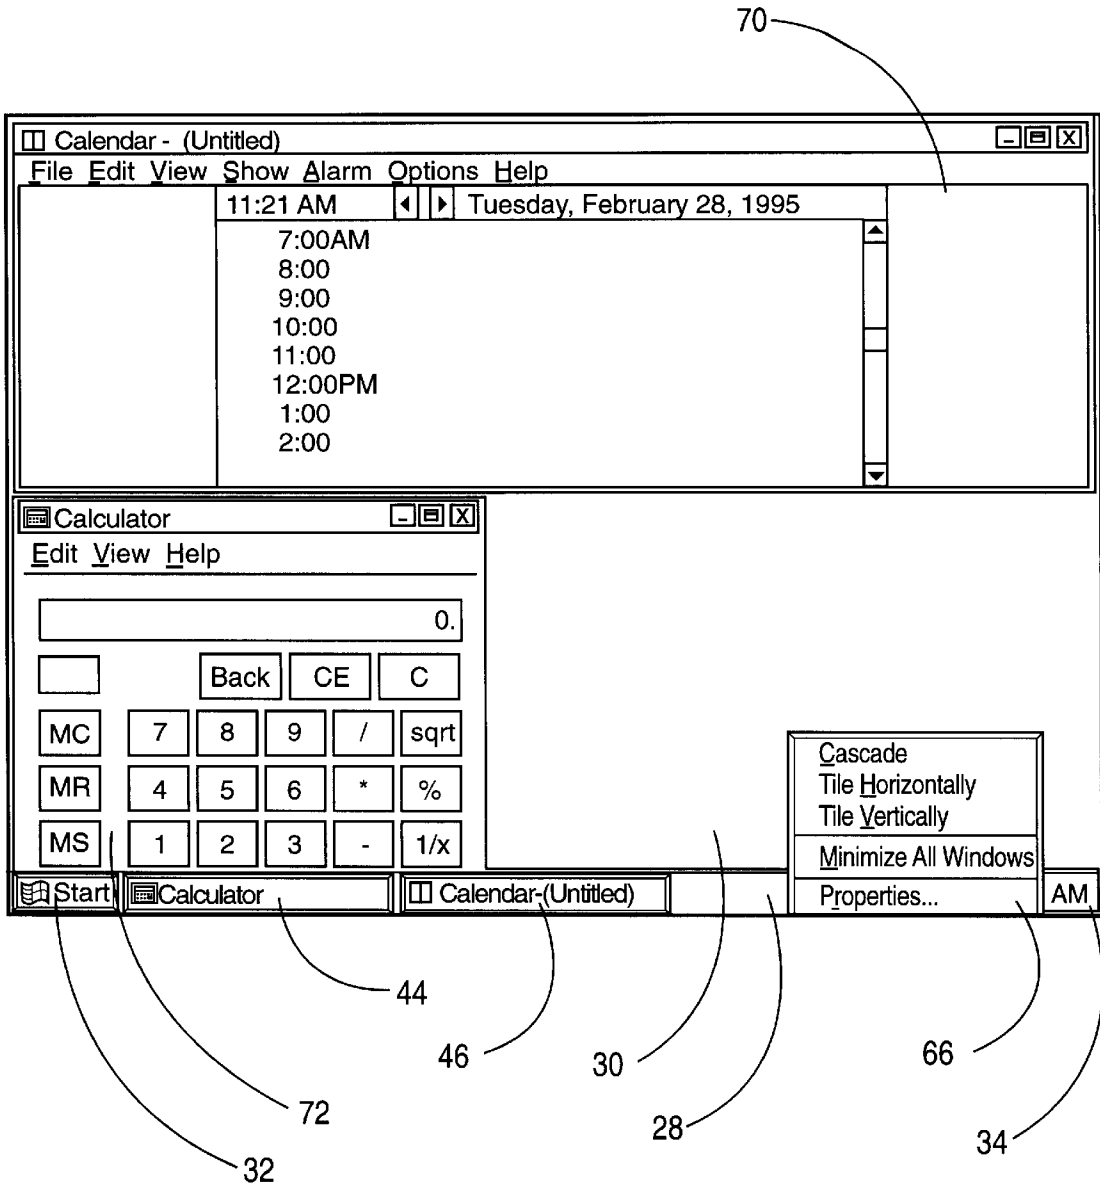 70
Calendar - (Untitled)
File Edit View Show Alarm Options Help
11:21 AM Tuesday, February 28, 1995
7:00AM
8:00
9:00
10:00
11:00
12:00PM
1:00
2:00
Calculator
Edit View Help
0.
Back CE C
MC 7 8 9 / sqrt
MR 4 5 6 * %
MS 1 2 3 - 1/x
Cascade
Tile Horizontally
Tile Vertically
Minimize All Windows
Properties...
Start Calculator Calendar-(Untitled) AM
44
46
30
66
72
28
34
32